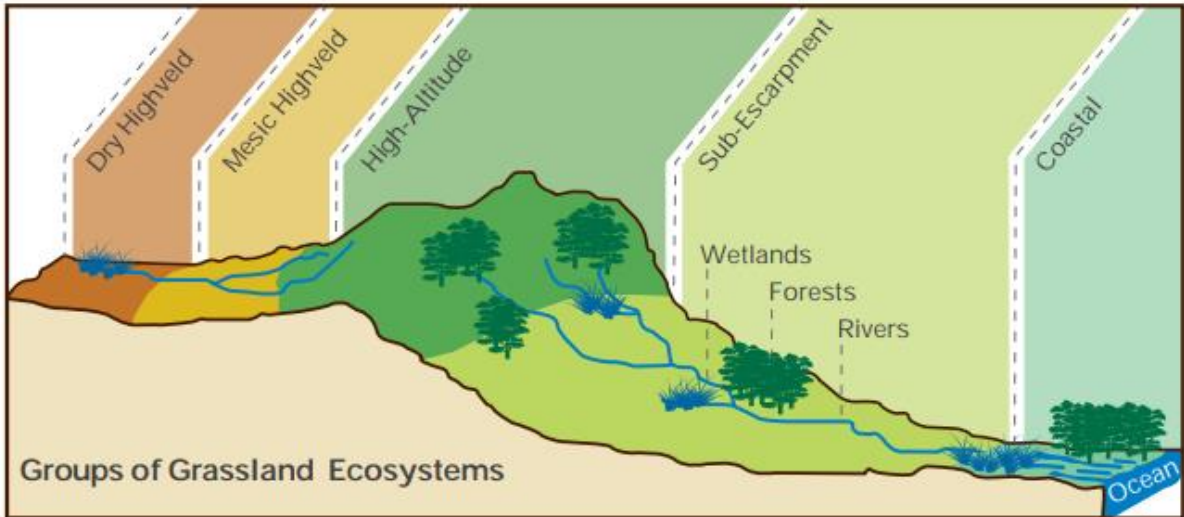 Dry Highveld
Mesic Highveld
High-Altitude
Sub-Escarpment
Coastal
Wetlands
Forests
Rivers
Groups of Grassland Ecosystems
Ocean